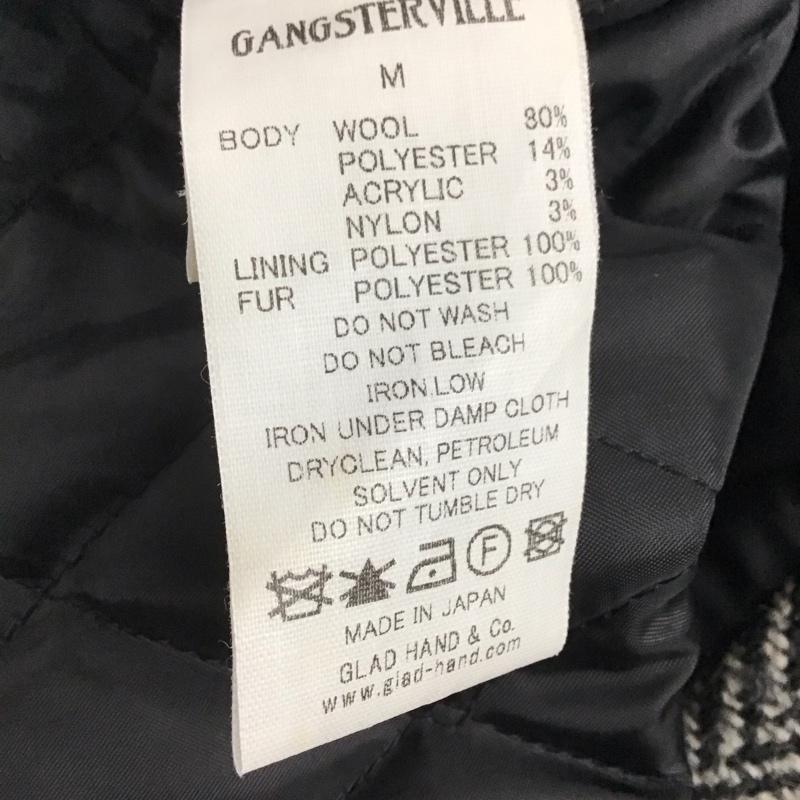 GANGSTERVILLE
M
BODY WOOL 80%
POLYESTER 14%
ACRYLIC 3%
NYLON 3%
LINING POLYESTER 100%
FUR POLYESTER 100%
DO NOT WASH
DO NOT BLEACH
IRON LOW
IRON UNDER DAMP CLOTH
DRYCLEAN, PETROLEUM
SOLVENT ONLY
DO NOT TUMBLE DRY
F
MADE IN JAPAN
GLAD HAND & Co.
www.glad-hand.com